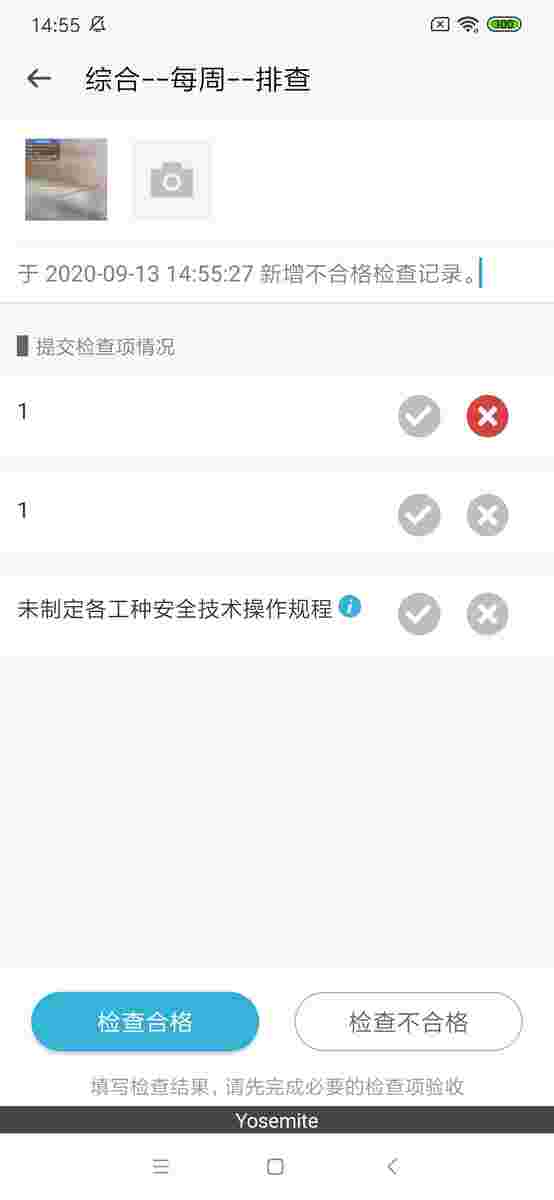 14:55
100
综合--每周--排查
于 2020-09-13 14:55:27 新增不合格检查记录。
提交检查项情况
1
1
未制定各工种安全技术操作规程 i
检查合格
检查不合格
填写检查结果，请先完成必要的检查项验收
Yosemite